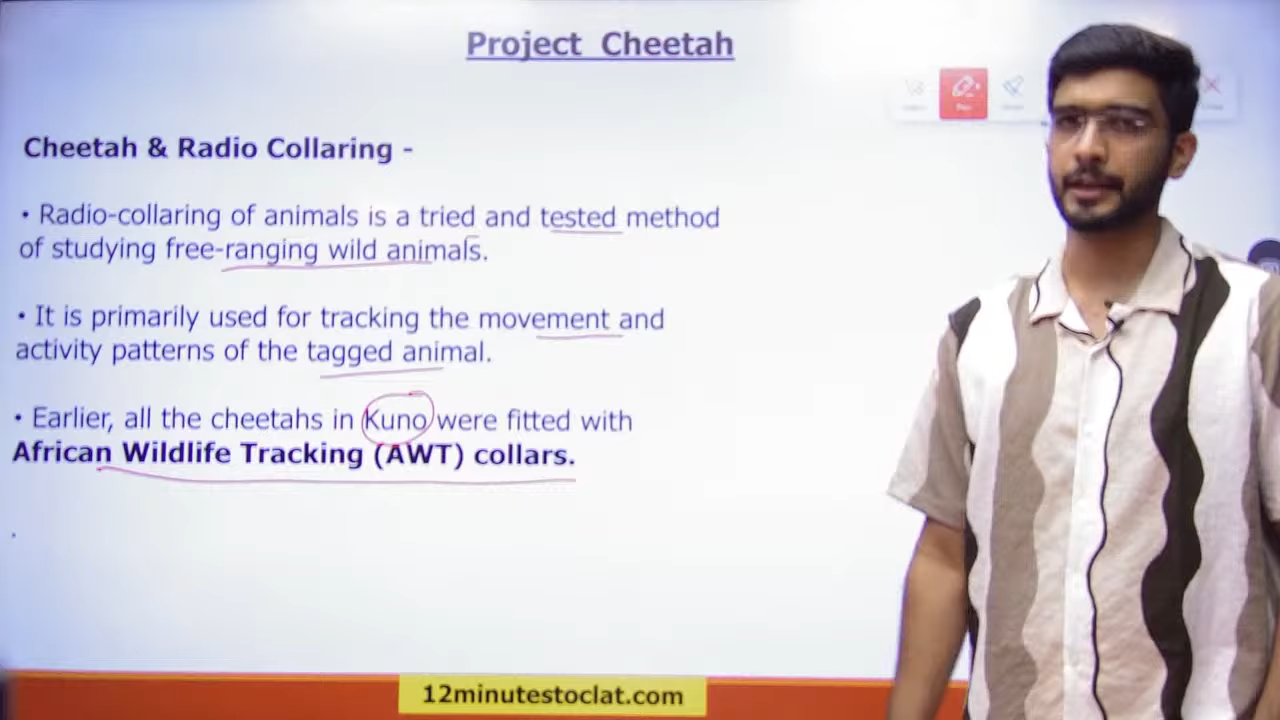 Project Cheetah
Cheetah & Radio Collaring -
• Radio-collaring of animals is a tried and tested method
of studying free-ranging wild animals.
• It is primarily used for tracking the movement and
activity patterns of the tagged animal.
• Earlier, all the cheetahs in Kuno were fitted with
African Wildlife Tracking (AWT) collars.
12minutestoclat.com